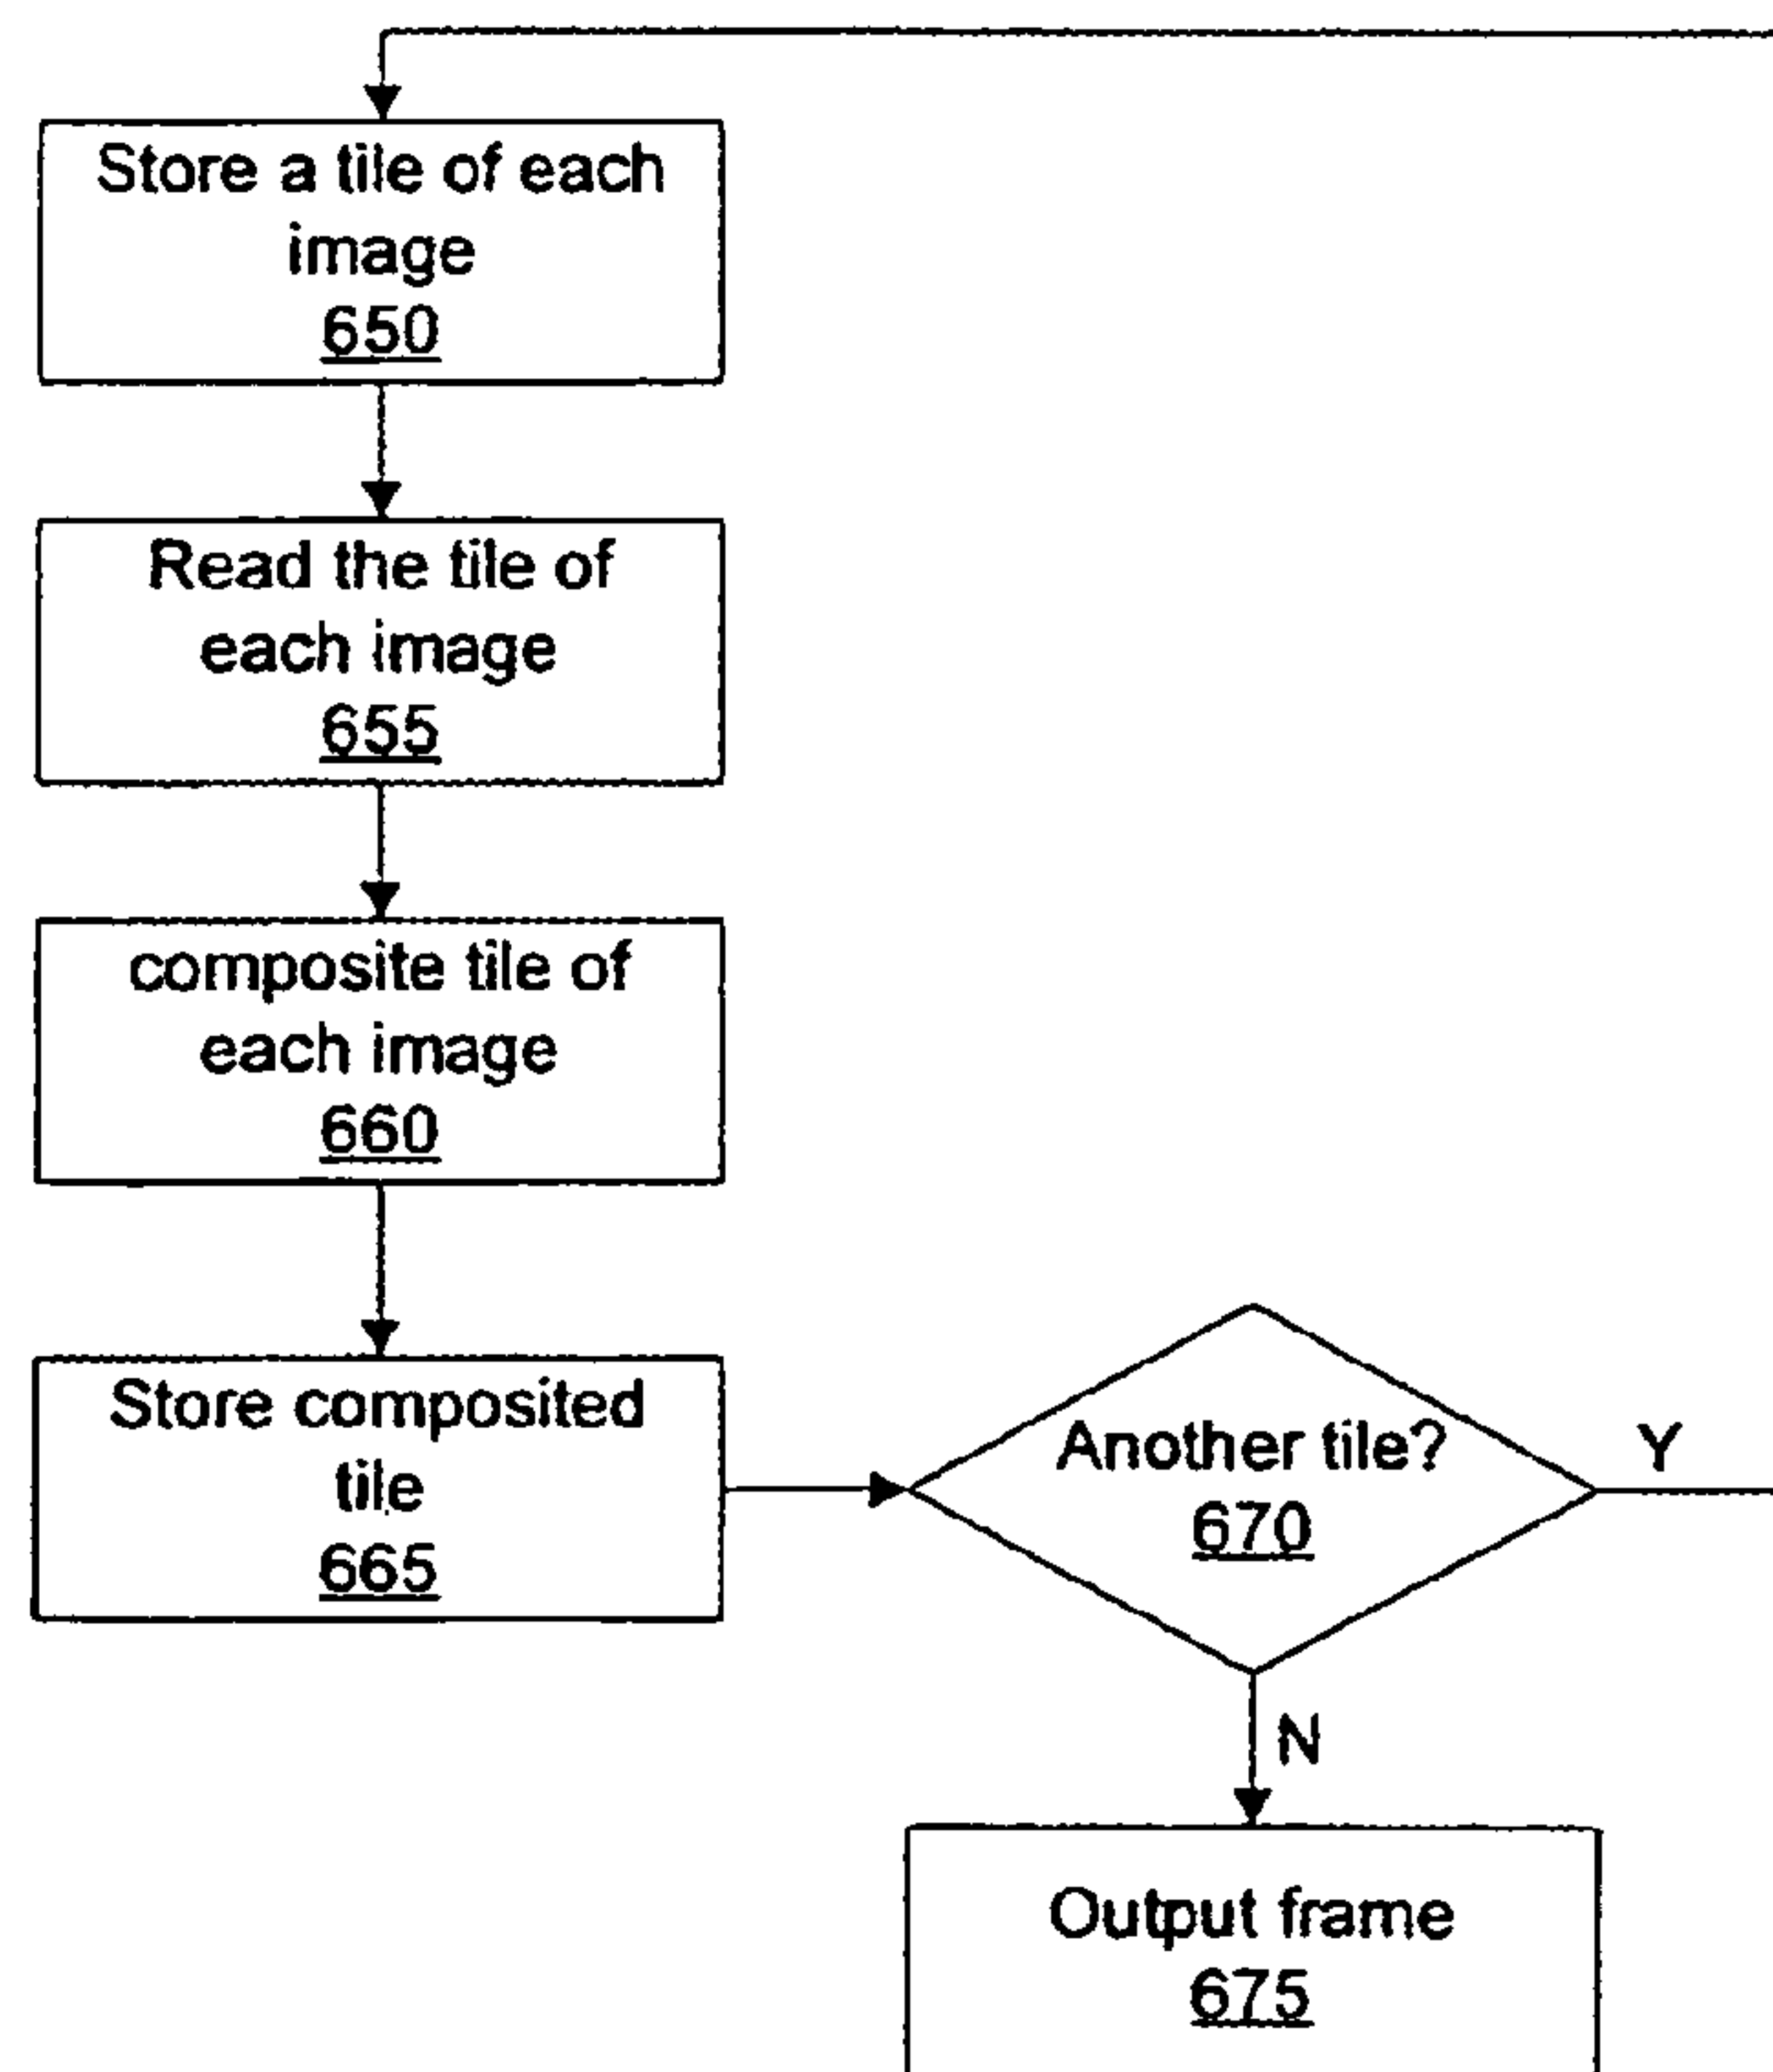 Store a tile of each
image
650
Read the tile of
each image
655
composite tile of
each image
660
Store composited
tile
665
Another tile?
670
Y
N
Output frame
675